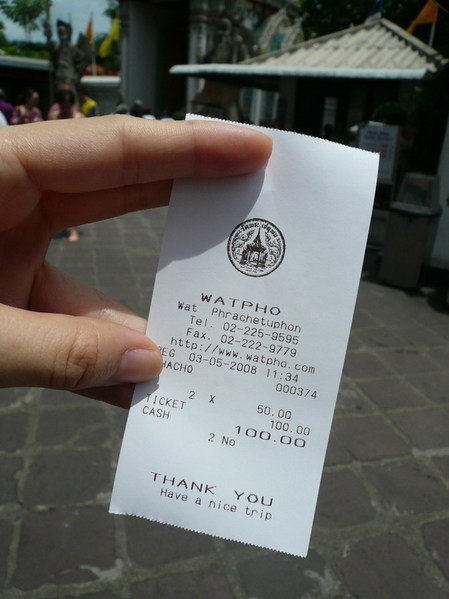 WATPHO
Wat Phrachetuphon
Tel. 02-225-9595
Fax. 02-222-9779
http://www.watpho.com
03-05-2008 11:34
000374
2 X 50.00
TICKET 100.00
CASH 100.00
2 No
THANK YOU
Have a nice trip